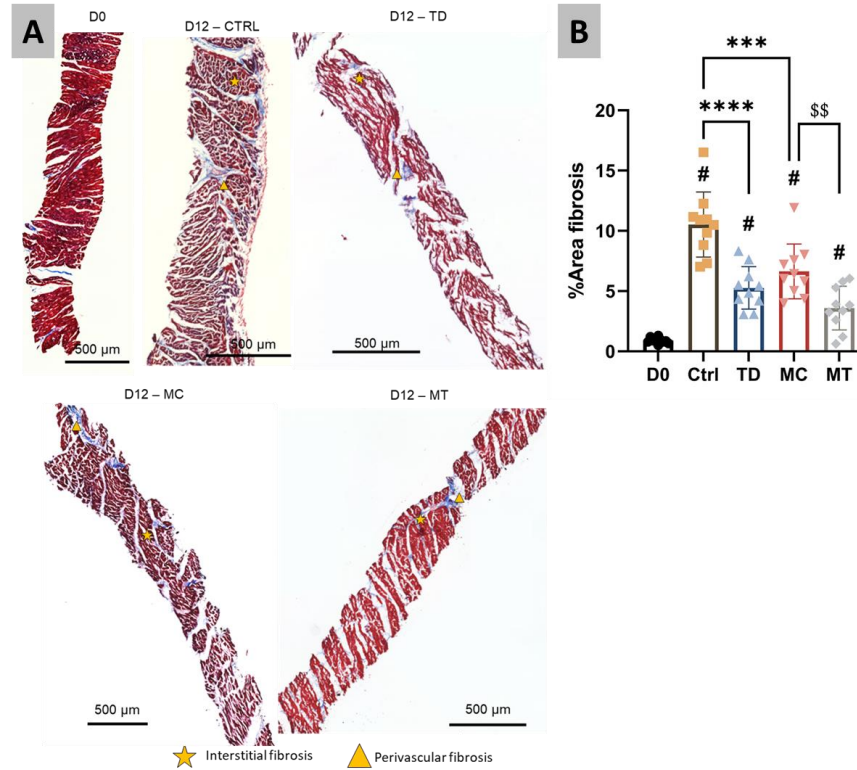 A
D0
D12 – CTRL
D12 – TD
500 µm
500 µm
500 µm
D12 – MC
D12 – MT
500 µm
500 µm
Interstitial fibrosis
Perivascular fibrosis
B
***
****
$$
%Area fibrosis
20
15
10
5
0
#
#
#
#
D0 Ctrl TD MC MT